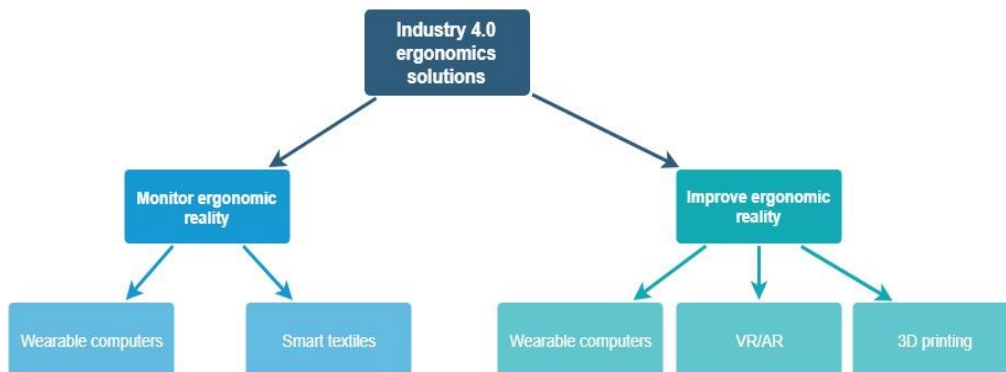 Industry 4.0
ergonomics
solutions
Monitor ergonomic
reality
Improve ergonomic
reality
Wearable computers
Smart textiles
Wearable computers
VR/AR
3D printing